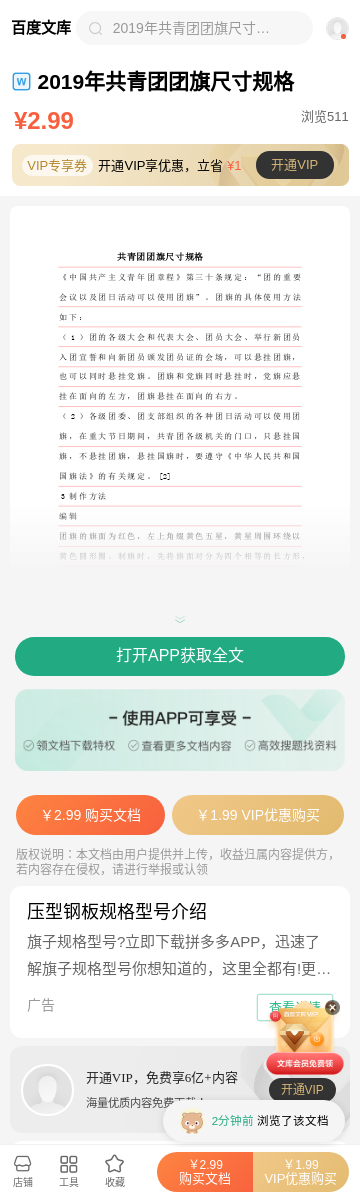 百度文库
2019年共青团团旗尺寸…
2019年共青团团旗尺寸规格
¥2.99
浏览511
VIP专享券 开通VIP享优惠，立省 ¥1 开通VIP
共青团团旗尺寸规格
《中国共产主义青年团章程》第三十条规定：“团的重要
会议以及团日活动可以使用团旗”。团旗的具体使用方法
如下：
（1）团的各级大会和代表大会、团员大会、举行新团员
入团宣誓和向新团员颁发团员证的会场，可以悬挂团旗，
也可以同时悬挂党旗。团旗和党旗同时悬挂时，党旗应悬
挂在面向的左方，团旗悬挂在面向的右方。
（2）各级团委、团支部组织的各种团日活动可以使用团
旗，在重大节日期间，共青团各级机关的门口，只悬挂国
旗，不悬挂团旗，悬挂国旗时，要遵守《中华人民共和国
国旗法》的有关规定。[2]
3制作方法
编辑
团旗的旗面为红色，左上角缀黄色五星，黄星周围环绕以
黄色圆形圈。制旗时，先将旗面对分为四个相等的长方形，
打开APP获取全文
– 使用APP可享受 –
领文档下载特权 查看更多文档内容 高效搜题找资料
￥2.99 购买文档
￥1.99 VIP优惠购买
版权说明：本文档由用户提供并上传，收益归属内容提供方，
若内容存在侵权，请进行举报或认领
压型钢板规格型号介绍
旗子规格型号?立即下载拼多多APP，迅速了
解旗子规格型号你想知道的，这里全都有!更…
广告
开通VIP，免费享6亿+内容
文库会员免费领
开通VIP
2分钟前 浏览了该文档
店铺
工具
收藏
￥2.99
购买文档
￥1.99
VIP优惠购买